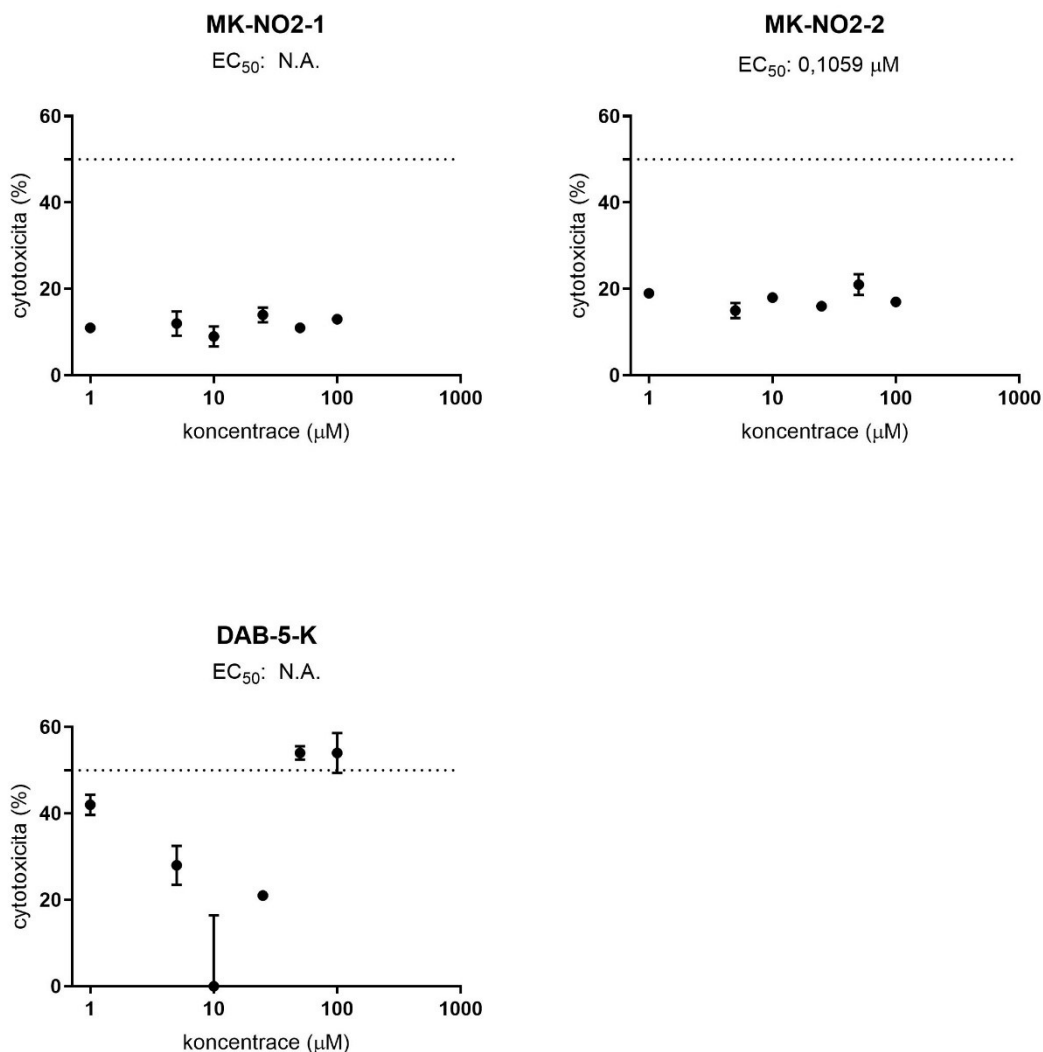 MK-NO2-1
EC50: N.A.
60
40
20
0
cytotoxicita (%)
1
10
100
1000
koncentrace (μM)
MK-NO2-2
EC50: 0,1059 μM
60
40
20
0
cytotoxicita (%)
1
10
100
1000
koncentrace (μM)
DAB-5-K
EC50: N.A.
60
40
20
0
cytotoxicita (%)
1
10
100
1000
koncentrace (μM)